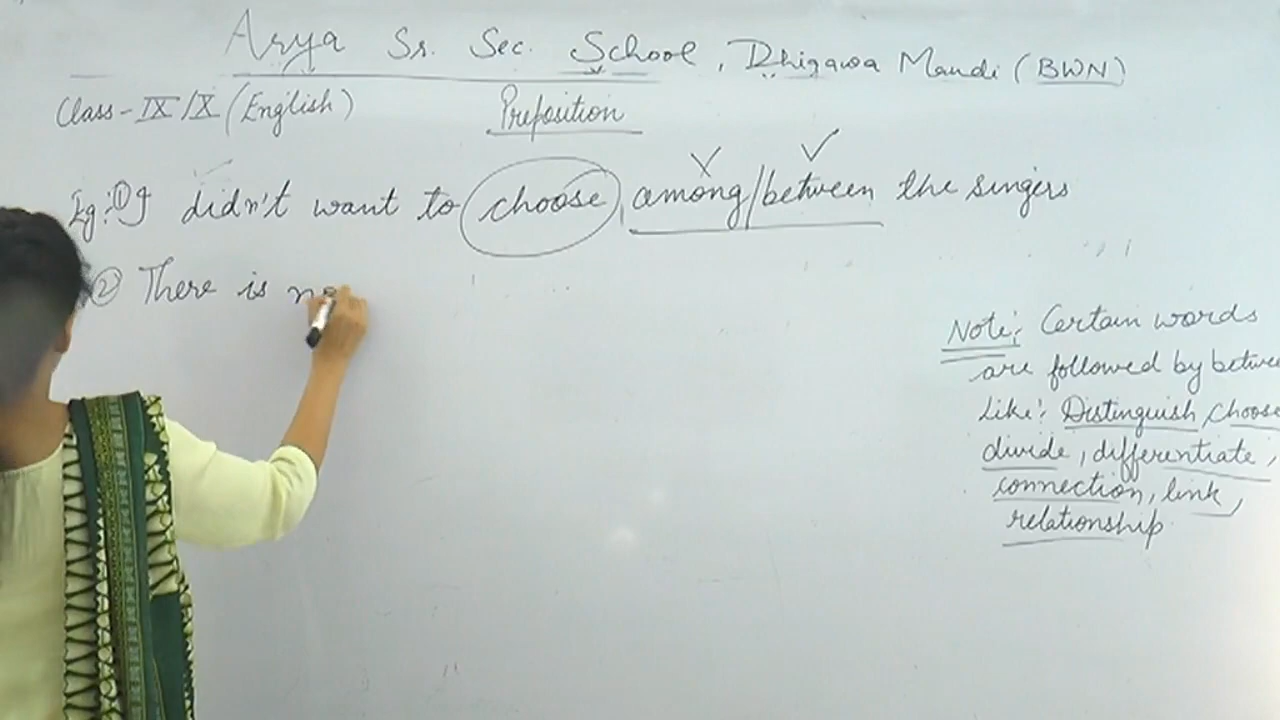 Arya Sr. Sec. School, Dhigawa Mandi (BWN)
Class - IX/X (English)
Preposition
Eg:- ① I didn't want to choose among/between the singers
② There is no
Note: Certain words
are followed by betwee
Like: Distinguish, choose
divide, differentiate,
connection, link,
relationship